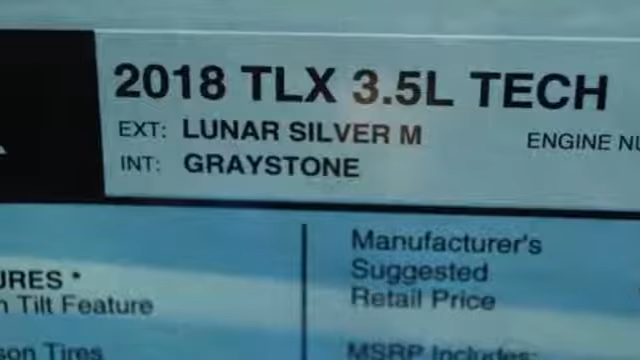 2018 TLX 3.5L TECH
EXT: LUNAR SILVER M
ENGINE NU
INT: GRAYSTONE
Manufacturer's
Suggested
Retail Price
URES *
n Tilt Feature
son Tires
MSRP Includes: